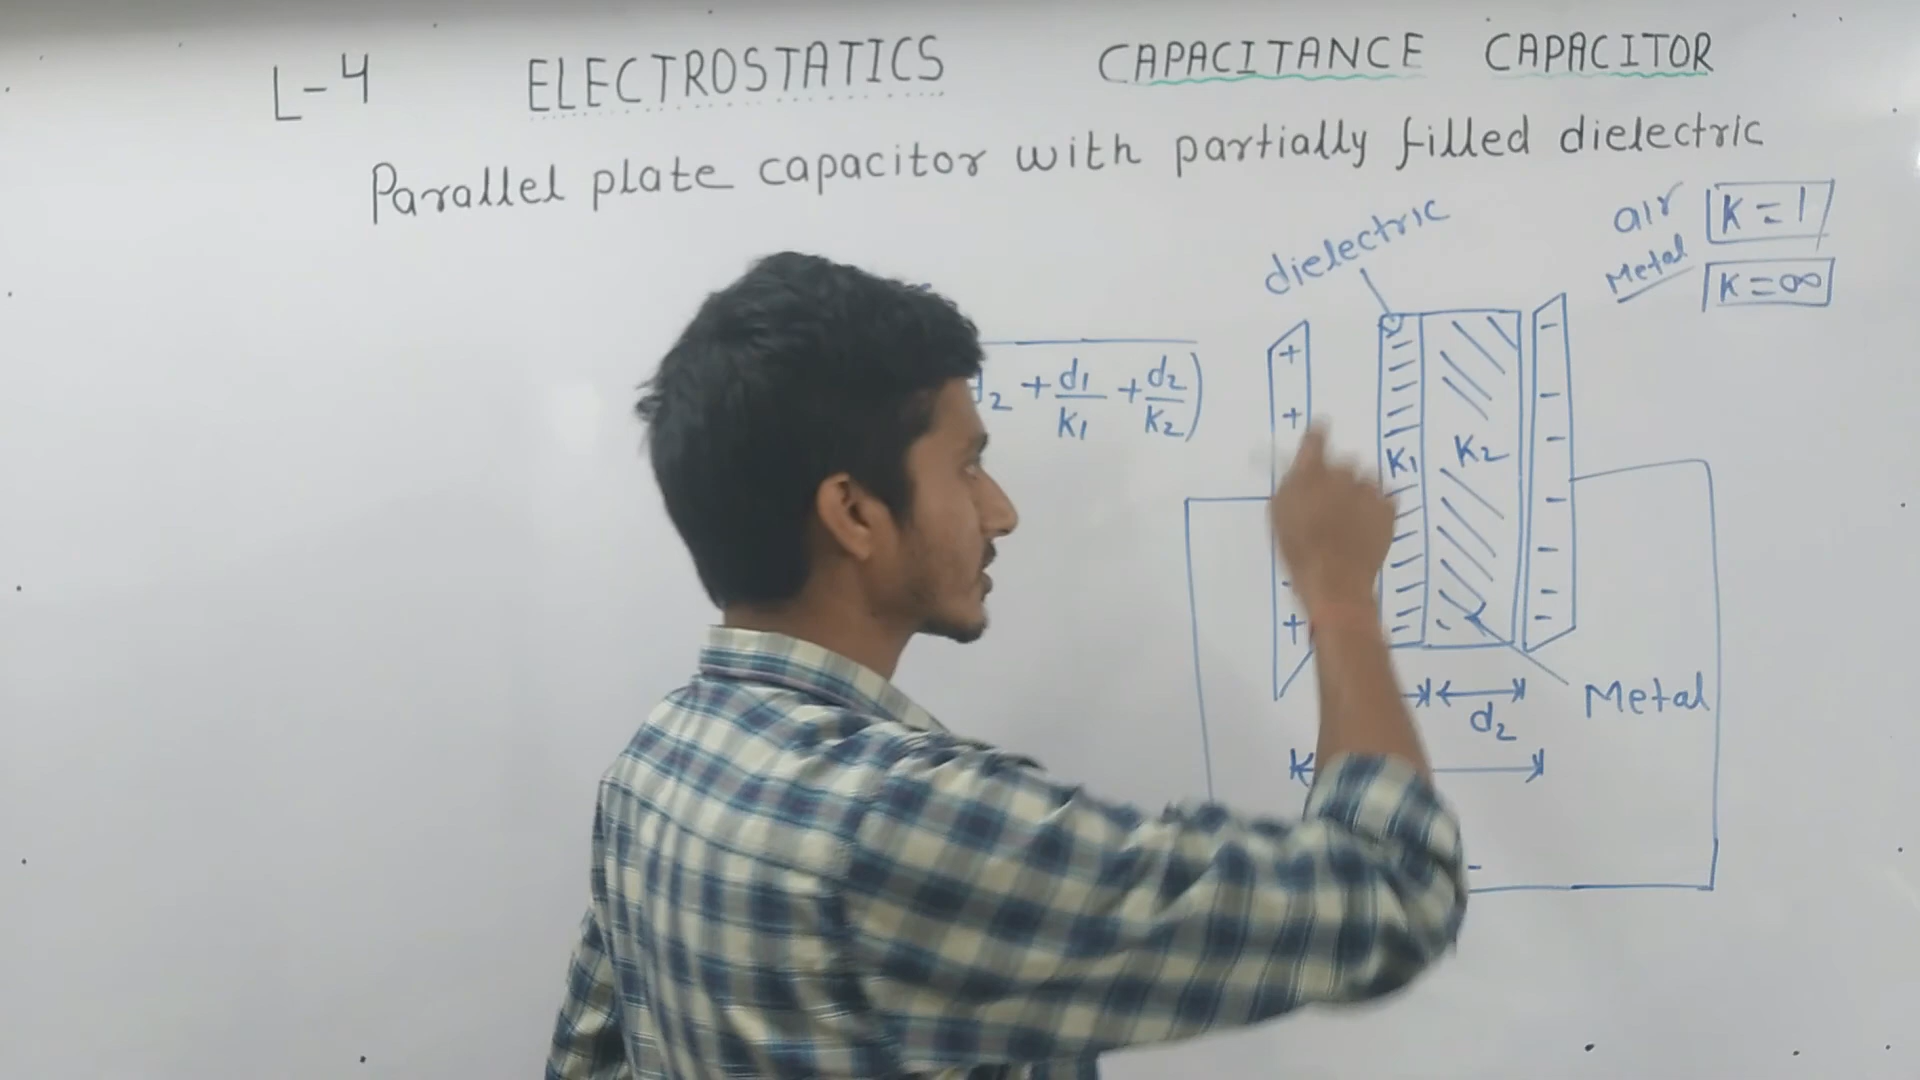 L-4 ELECTROSTATICS CAPACITANCE CAPACITOR
Parallel plate capacitor with partially filled dielectric
air K=1
Metal K=∞
dielectric
d₂ + d₁/K₁ + d₂/K₂)
+
+
+
K₁ K₂
Metal
d₂